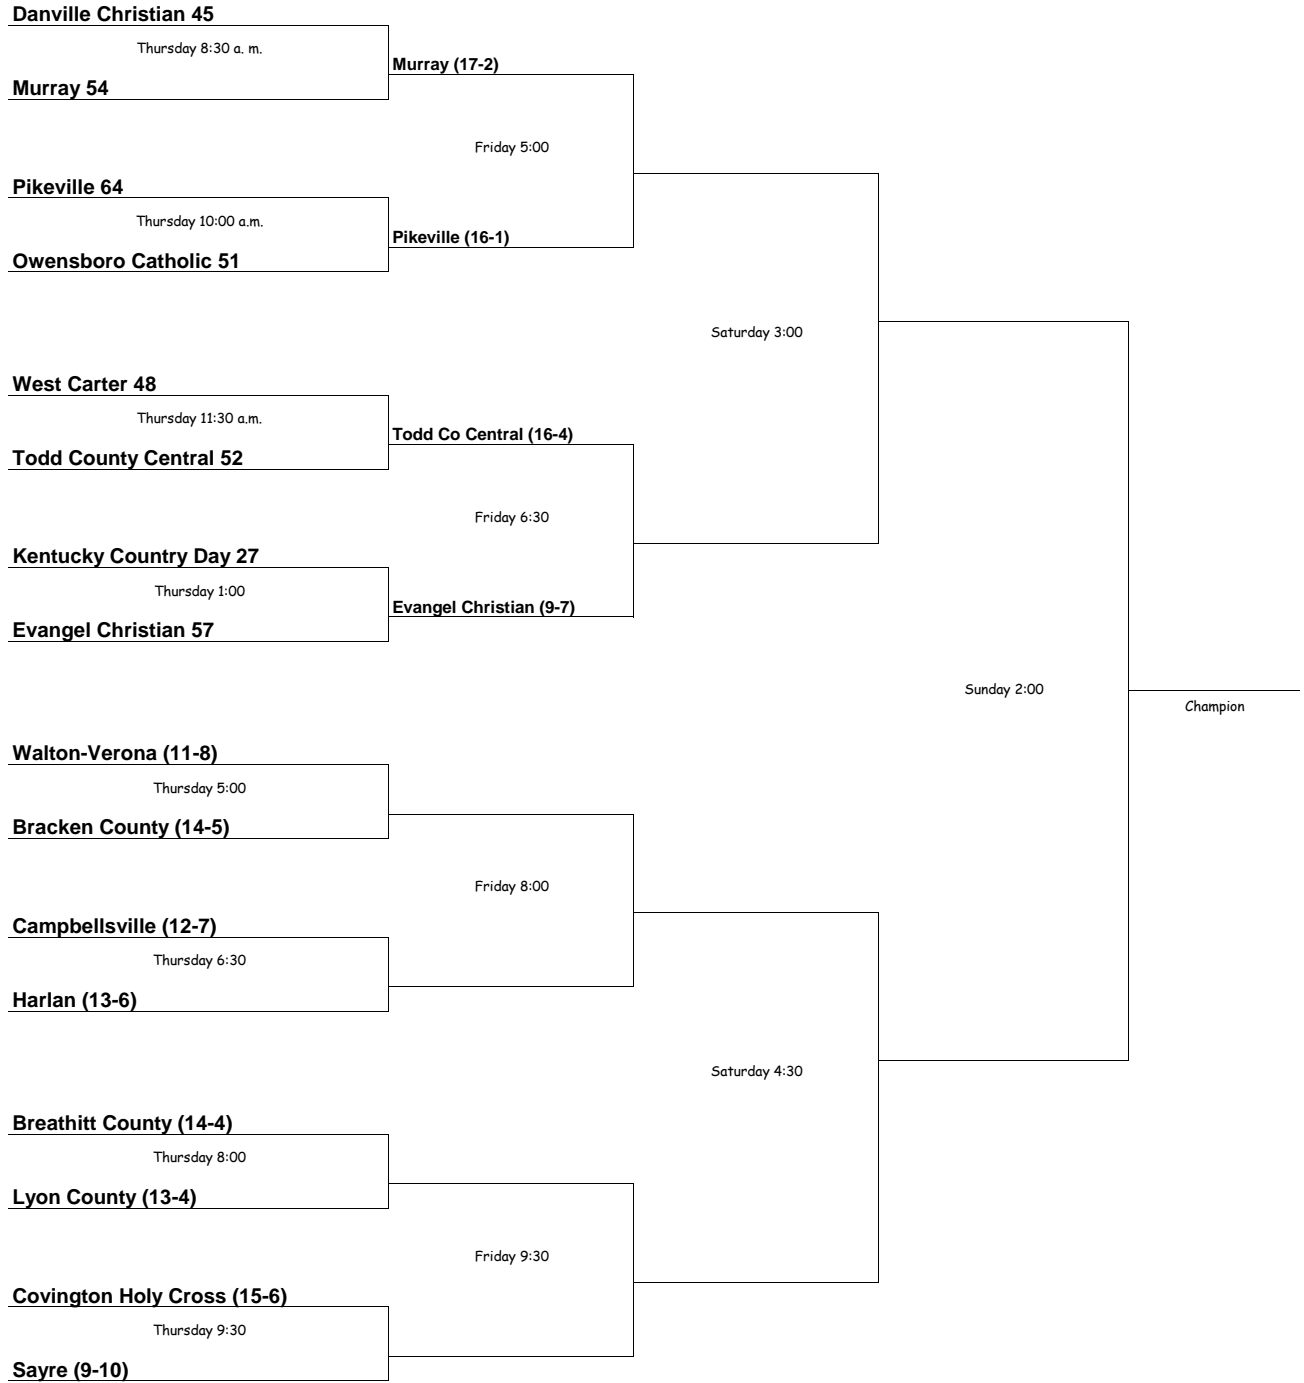 Danville Christian 45
Thursday 8:30 a. m.
Murray (17-2)
Murray 54
Friday 5:00
Pikeville 64
Thursday 10:00 a.m.
Pikeville (16-1)
Owensboro Catholic 51
Saturday 3:00
West Carter 48
Thursday 11:30 a.m.
Todd Co Central (16-4)
Todd County Central 52
Friday 6:30
Kentucky Country Day 27
Thursday 1:00
Evangel Christian (9-7)
Evangel Christian 57
Sunday 2:00
Champion
Walton-Verona (11-8)
Thursday 5:00
Bracken County (14-5)
Friday 8:00
Campbellsville (12-7)
Thursday 6:30
Harlan (13-6)
Saturday 4:30
Breathitt County (14-4)
Thursday 8:00
Lyon County (13-4)
Friday 9:30
Covington Holy Cross (15-6)
Thursday 9:30
Sayre (9-10)